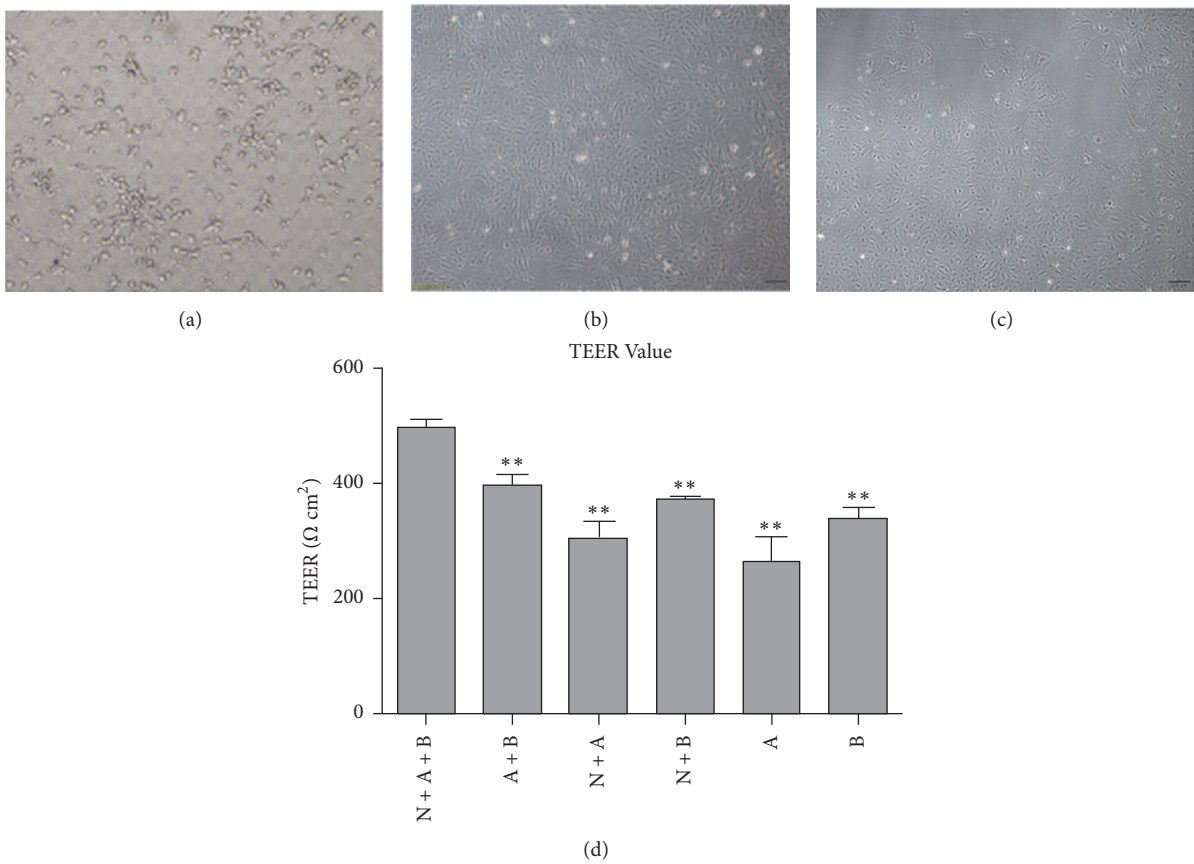 (a)
(b)
(c)
TEER Value
TEER (Ω cm²)
600
400
200
0
**
**
**
**
**
N + A + B
A + B
N + A
N + B
A
B
(d)